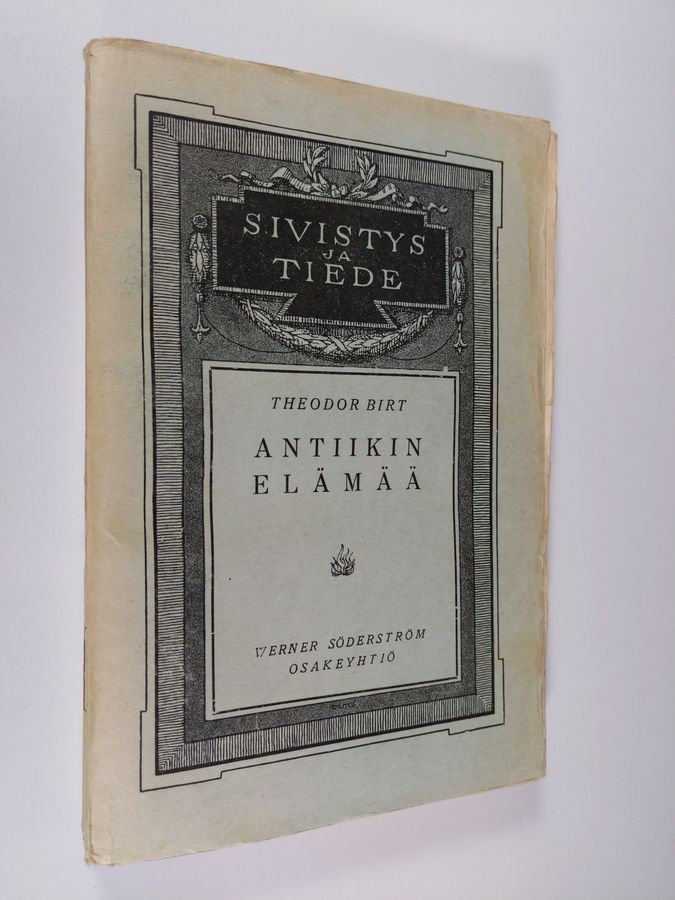 SIVISTYS
JA
TIEDE
THEODOR BIRT
ANTIIKIN
ELÄMÄÄ
WERNER SÖDERSTRÖM
OSAKEYHTIÖ